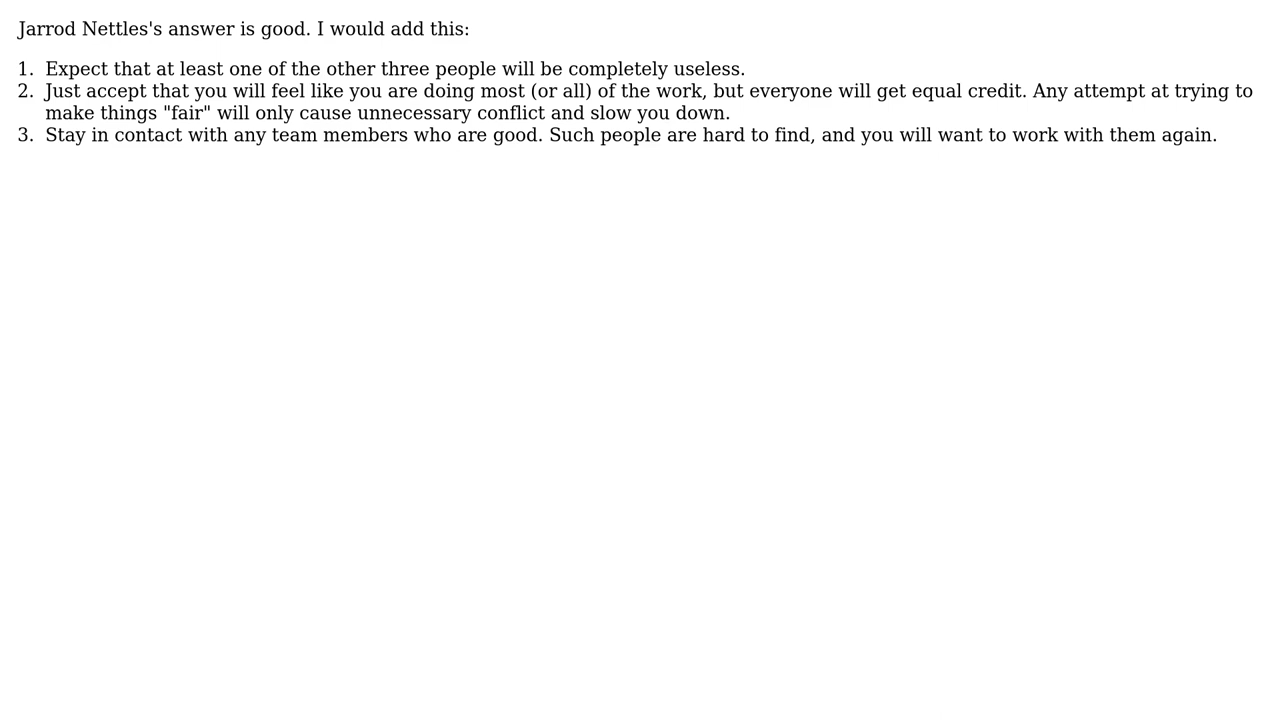 Jarrod Nettles's answer is good. I would add this:
1. Expect that at least one of the other three people will be completely useless.
2. Just accept that you will feel like you are doing most (or all) of the work, but everyone will get equal credit. Any attempt at trying to
make things "fair" will only cause unnecessary conflict and slow you down.
3. Stay in contact with any team members who are good. Such people are hard to find, and you will want to work with them again.